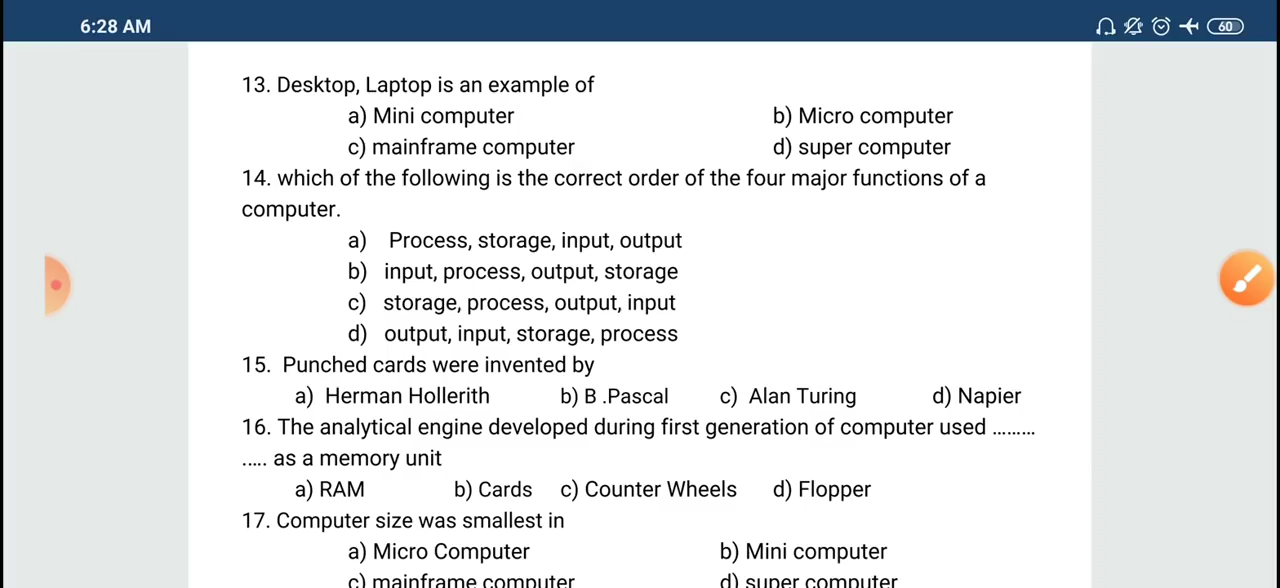 6:28 AM 60
13. Desktop, Laptop is an example of
a) Mini computer b) Micro computer
c) mainframe computer d) super computer
14. which of the following is the correct order of the four major functions of a
computer.
a) Process, storage, input, output
b) input, process, output, storage
c) storage, process, output, input
d) output, input, storage, process
15. Punched cards were invented by
a) Herman Hollerith b) B .Pascal c) Alan Turing d) Napier
16. The analytical engine developed during first generation of computer used .........
..... as a memory unit
a) RAM b) Cards c) Counter Wheels d) Flopper
17. Computer size was smallest in
a) Micro Computer b) Mini computer
c) mainframe computer d) super computer